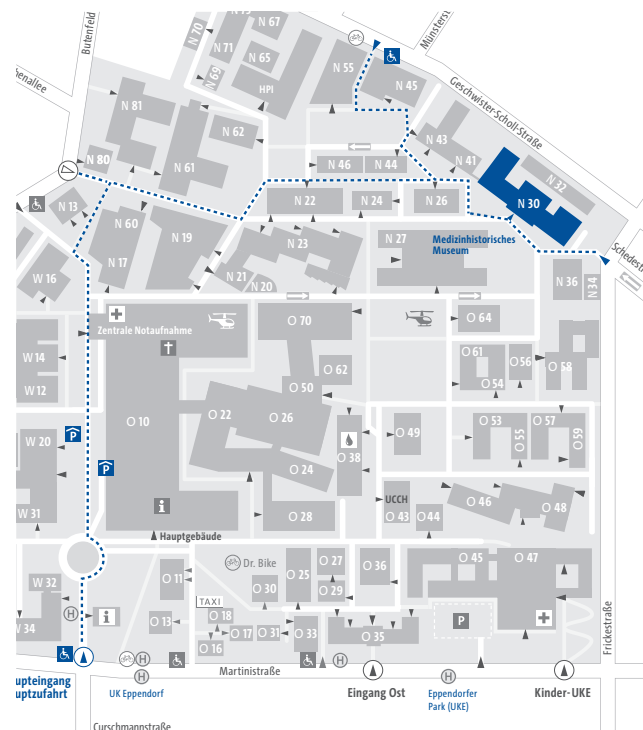 Butenfeld
Münsterst
N 70
N 73
N 67
N 71
N 65
N 69
HPI
N 55
N 45
Geschwister-Scholl-Straße
henallee
N 81
N 62
N 43
N 41
N 32
N 80
N 61
N 46
N 44
N 30
N 13
N 60
N 22
N 24
N 26
N 19
N 23
N 27
Medizinhistorisches
Museum
Schedest
N 17
N 21
N 20
N 36
N 34
W 16
Zentrale Notaufnahme
O 70
O 64
W 14
O 62
O 61
O 56
O 58
W 12
O 50
O 54
O 10
O 22
O 26
O 49
O 53
O 57
O 55
O 59
W 20
P
P
O 24
O 38
UCCH
O 46
O 48
W 31
i
O 28
O 43
O 44
Hauptgebäude
Dr. Bike
O 27
O 36
O 45
O 47
W 32
O 11
O 30
O 25
O 29
H
i
TAXI
O 18
P
W 34
O 13
O 17
O 31
O 33
O 35
O 16
Frickestraße
H
H
Martinistraße
H
H
aupteingang
auptzufahrt
UK Eppendorf
Eingang Ost
Eppendorfer
Park (UKE)
Kinder-UKE
Curschmannstraße